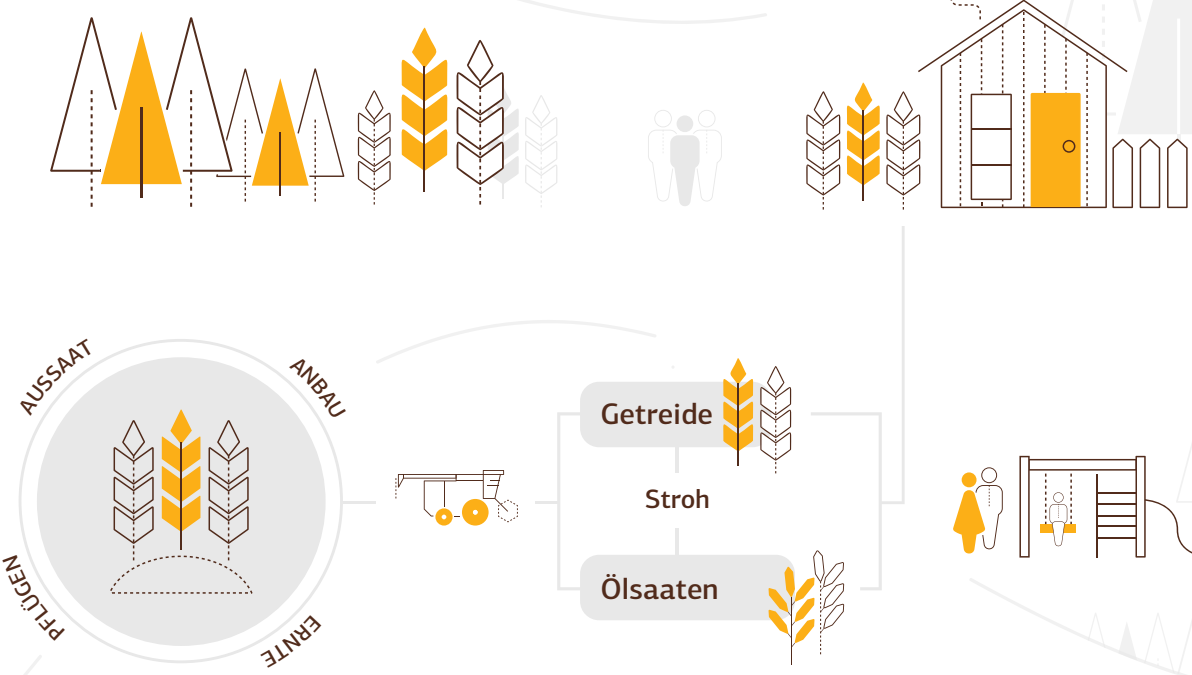 AUSSAAT
ANBAU
PFLÜGEN
ERNTE
Getreide
Stroh
Ölsaaten